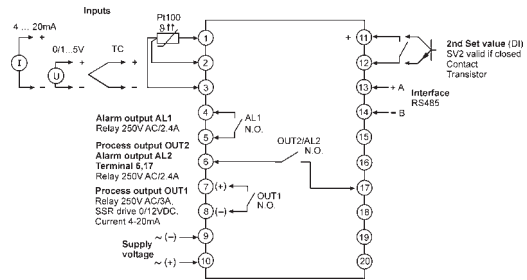 Inputs
Pt100
ϑ
4 ... 20mA
0/1...5V
TC
+
+
+
I
U
–
–
–
1
2
3
4
5
6
7
8
9
10
AL1
N.O.
OUT2/AL2
N.O.
(+)
(–)
OUT1
N.O.
Alarm output AL1
Relay 250V AC/2.4A
Process output OUT2
Alarm output AL2
Terminal 6,17
Relay 250V AC/2.4A
Process output OUT1
Relay 250V AC/3A,
SSR drive 0/12VDC,
Current 4-20mA
Supply
voltage
~ (–)
~ (+)
+
11
12
13
14
15
16
17
18
19
20
2nd Set value (DI)
SV2 valid if closed
Contact
Transistor
+ A
Interface
RS485
– B